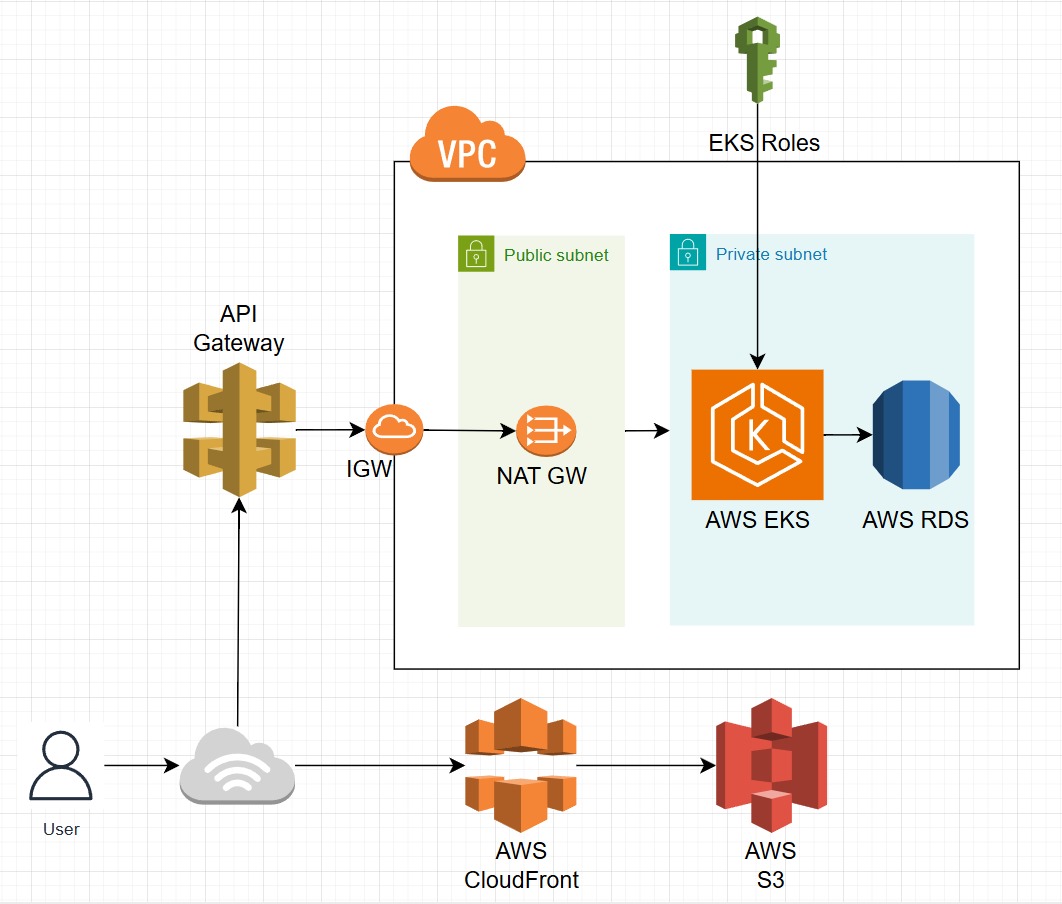 EKS Roles
VPC
Public subnet
Private subnet
API
Gateway
IGW
NAT GW
K
AWS EKS
AWS RDS
User
AWS
CloudFront
AWS
S3